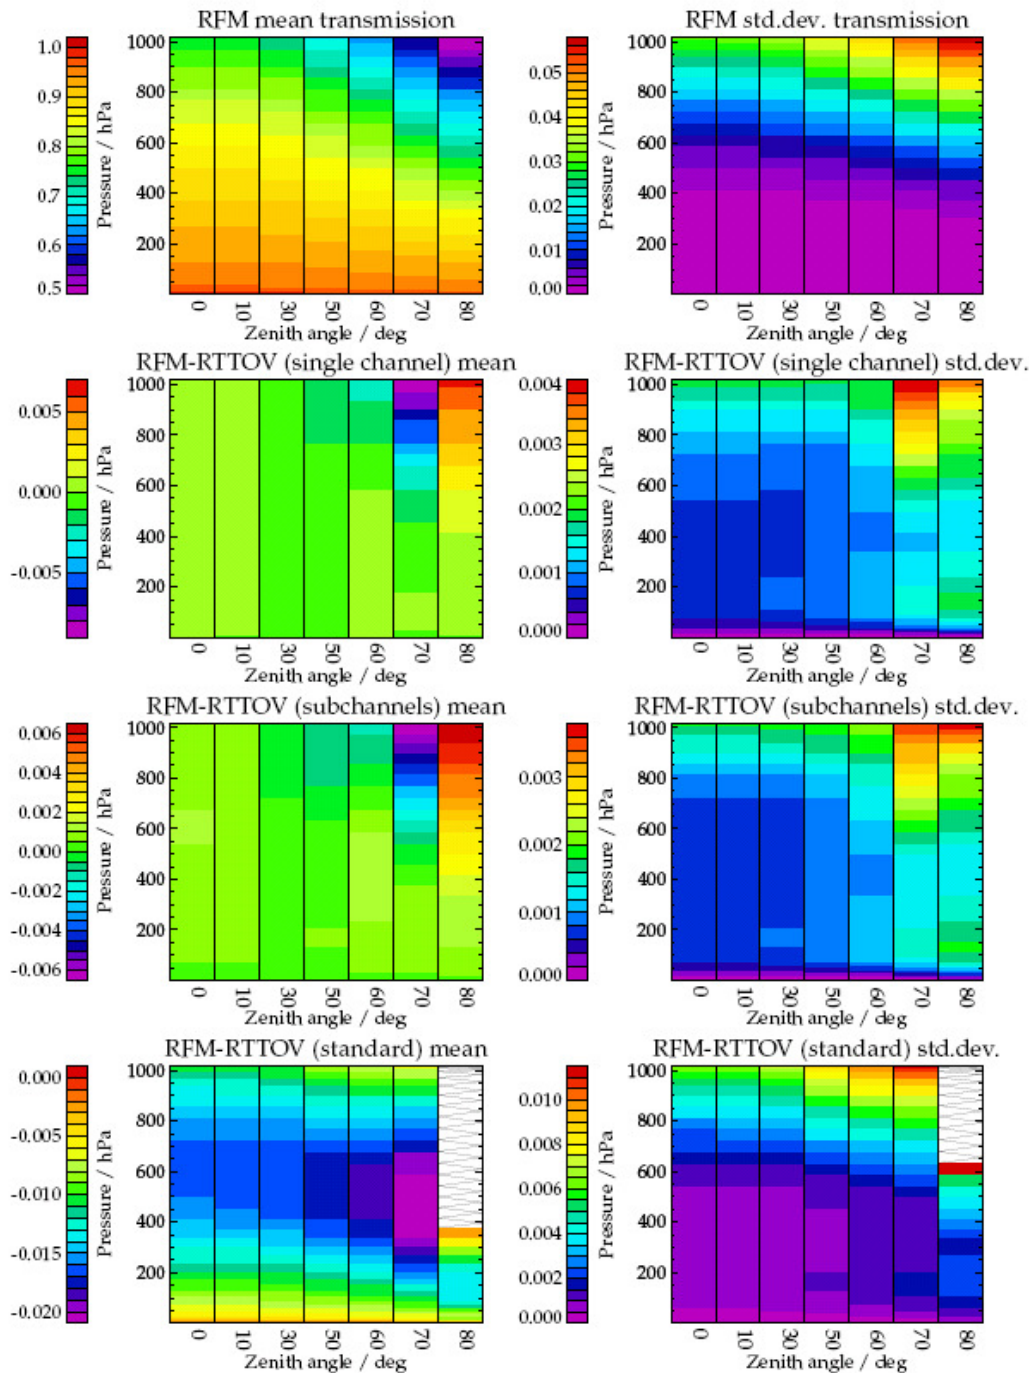 RFM mean transmission
1.0
0.9
0.8
0.7
0.6
0.5
Pressure / hPa
1000
800
600
400
200
0 10 30 50 60 70 80
Zenith angle / deg
RFM std.dev. transmission
0.05
0.04
0.03
0.02
0.01
0.00
Pressure / hPa
1000
800
600
400
200
0 10 30 50 60 70 80
Zenith angle / deg
RFM-RTTOV (single channel) mean
0.005
0.000
-0.005
Pressure / hPa
1000
800
600
400
200
0 10 30 50 60 70 80
Zenith angle / deg
RFM-RTTOV (single channel) std.dev.
0.004
0.003
0.002
0.001
0.000
Pressure / hPa
1000
800
600
400
200
0 10 30 50 60 70 80
Zenith angle / deg
RFM-RTTOV (subchannels) mean
0.006
0.004
0.002
0.000
-0.002
-0.004
-0.006
Pressure / hPa
1000
800
600
400
200
0 10 30 50 60 70 80
Zenith angle / deg
RFM-RTTOV (subchannels) std.dev.
0.003
0.002
0.001
0.000
Pressure / hPa
1000
800
600
400
200
0 10 30 50 60 70 80
Zenith angle / deg
RFM-RTTOV (standard) mean
0.000
-0.005
-0.010
-0.015
-0.020
Pressure / hPa
1000
800
600
400
200
0 10 30 50 60 70 80
Zenith angle / deg
RFM-RTTOV (standard) std.dev.
0.010
0.008
0.006
0.004
0.002
0.000
Pressure / hPa
1000
800
600
400
200
0 10 30 50 60 70 80
Zenith angle / deg